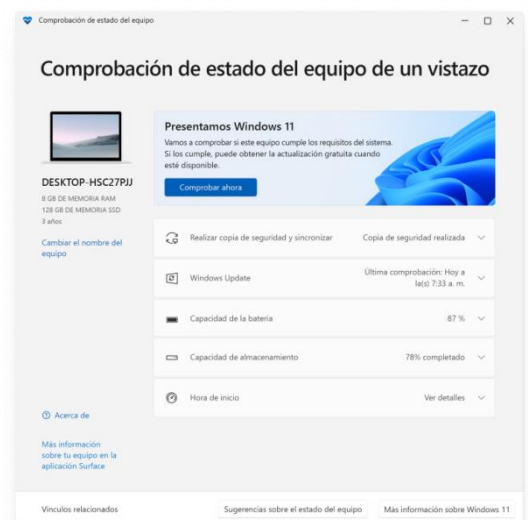 Comprobación de estado del equipo
Comprobación de estado del equipo de un vistazo
DESKTOP-HSC27PJJ
8 GB DE MEMORIA RAM
128 GB DE MEMORIA SSD
3 años
Cambiar el nombre del
equipo
Presentamos Windows 11
Vamos a comprobar si este equipo cumple los requisitos del sistema.
Si los cumple, puede obtener la actualización gratuita cuando
esté disponible.
Comprobar ahora
Realizar copia de seguridad y sincronizar
Copia de seguridad realizada
Windows Update
Última comprobación: Hoy a
la(s) 7:33 a. m.
Capacidad de la batería
87 %
Capacidad de almacenamiento
78% completado
Hora de inicio
Ver detalles
Acerca de
Más información
sobre tu equipo en la
aplicación Surface
Vínculos relacionados
Sugerencias sobre el estado del equipo
Más información sobre Windows 11